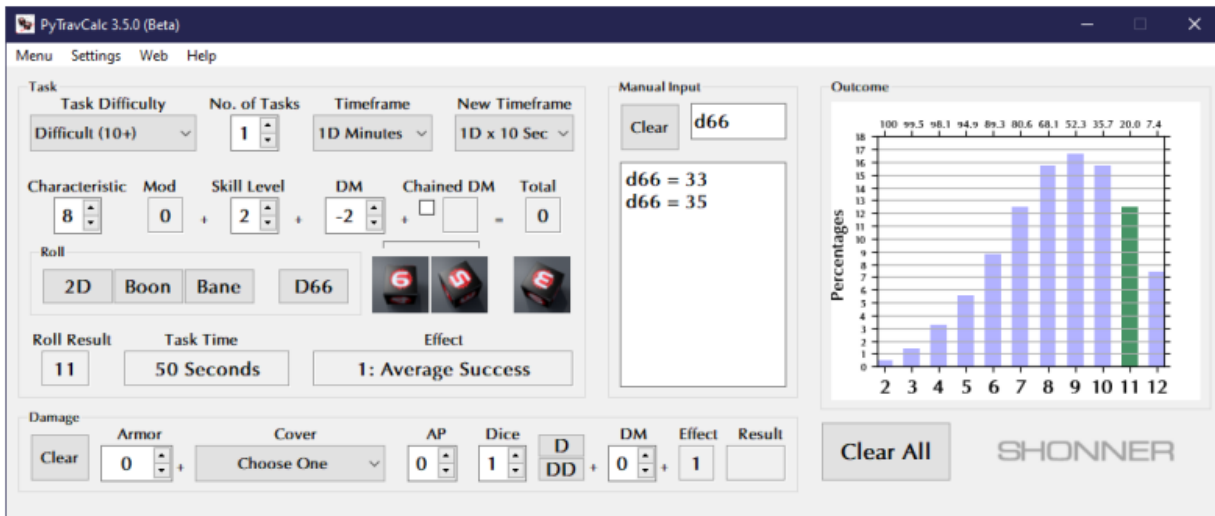 PyTravCalc 3.5.0 (Beta)
Menu Settings Web Help
Task
Task Difficulty No. of Tasks Timeframe New Timeframe
Difficult (10+) 1 1D Minutes 1D x 10 Sec
Characteristic Mod Skill Level DM Chained DM Total
8 0 + 2 + -2 + = 0
Roll
2D Boon Bane D66
6 5 3
Roll Result Task Time Effect
11 50 Seconds 1: Average Success
Manual Input
Clear d66
d66 = 33
d66 = 35
Outcome
100 99.5 98.1 94.9 89.3 80.6 68.1 52.3 35.7 20.0 7.4
18
17
16
15
14
13
12
11
10
9
8
7
6
5
4
3
2
1
0
Percentages
2 3 4 5 6 7 8 9 10 11 12
Damage
Armor Cover AP Dice DM Effect Result
Clear 0 + Choose One 0 1 D DD + 0 + 1
Clear All
SHONNER